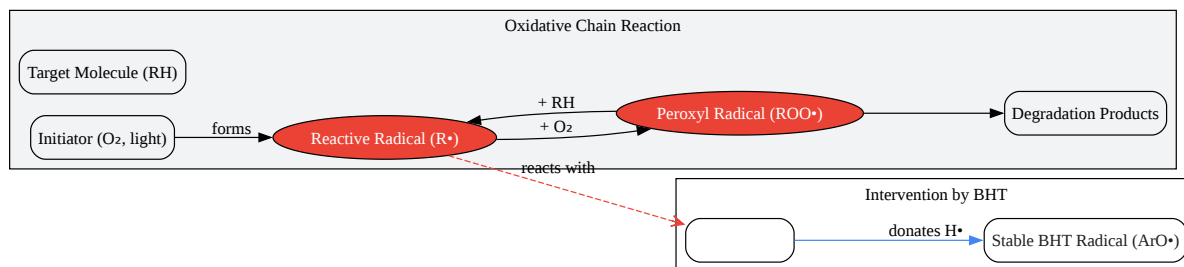 Oxidative Chain Reaction
Target Molecule (RH)
+ RH
Peroxyl Radical (ROO•)
Degradation Products
Initiator (O₂, light)
forms
Reactive Radical (R•)
+ O₂
reacts with
Intervention by BHT
donates H•
Stable BHT Radical (ArO•)